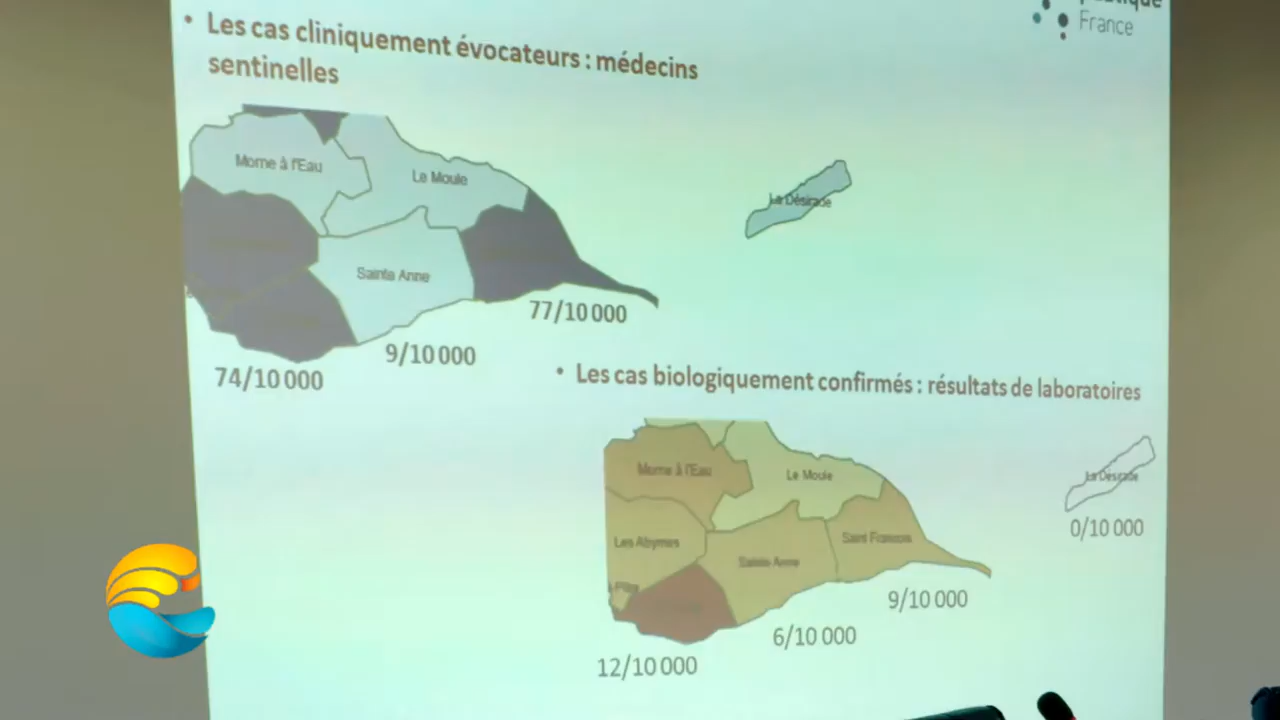 France
• Les cas cliniquement évocateurs : médecins
sentinelles
Morne à l'Eau
Le Moule
La Désirade
Sainte Anne
77/10 000
9/10 000
74/10 000
• Les cas biologiquement confirmés : résultats de laboratoires
Morne à l'Eau
Le Moule
La Désirade
0/10 000
Les Abymes
Saint François
Sainte Anne
9/10 000
6/10 000
12/10 000